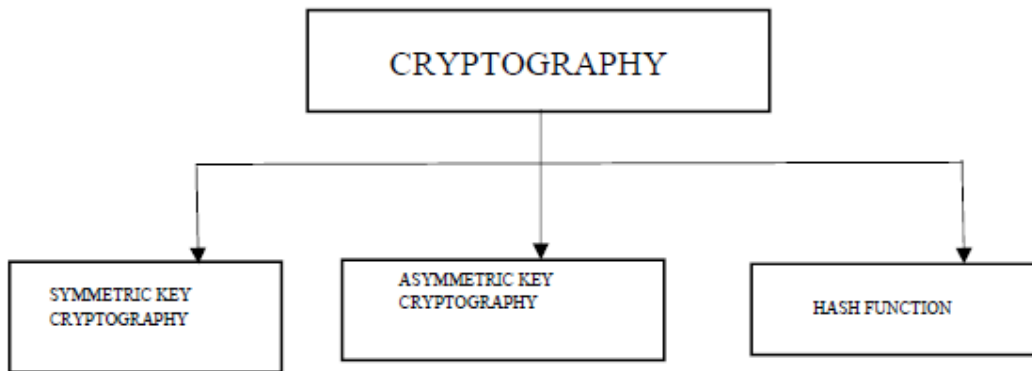 CRYPTOGRAPHY
SYMMETRIC KEY
CRYPTOGRAPHY
ASYMMETRIC KEY
CRYPTOGRAPHY
HASH FUNCTION